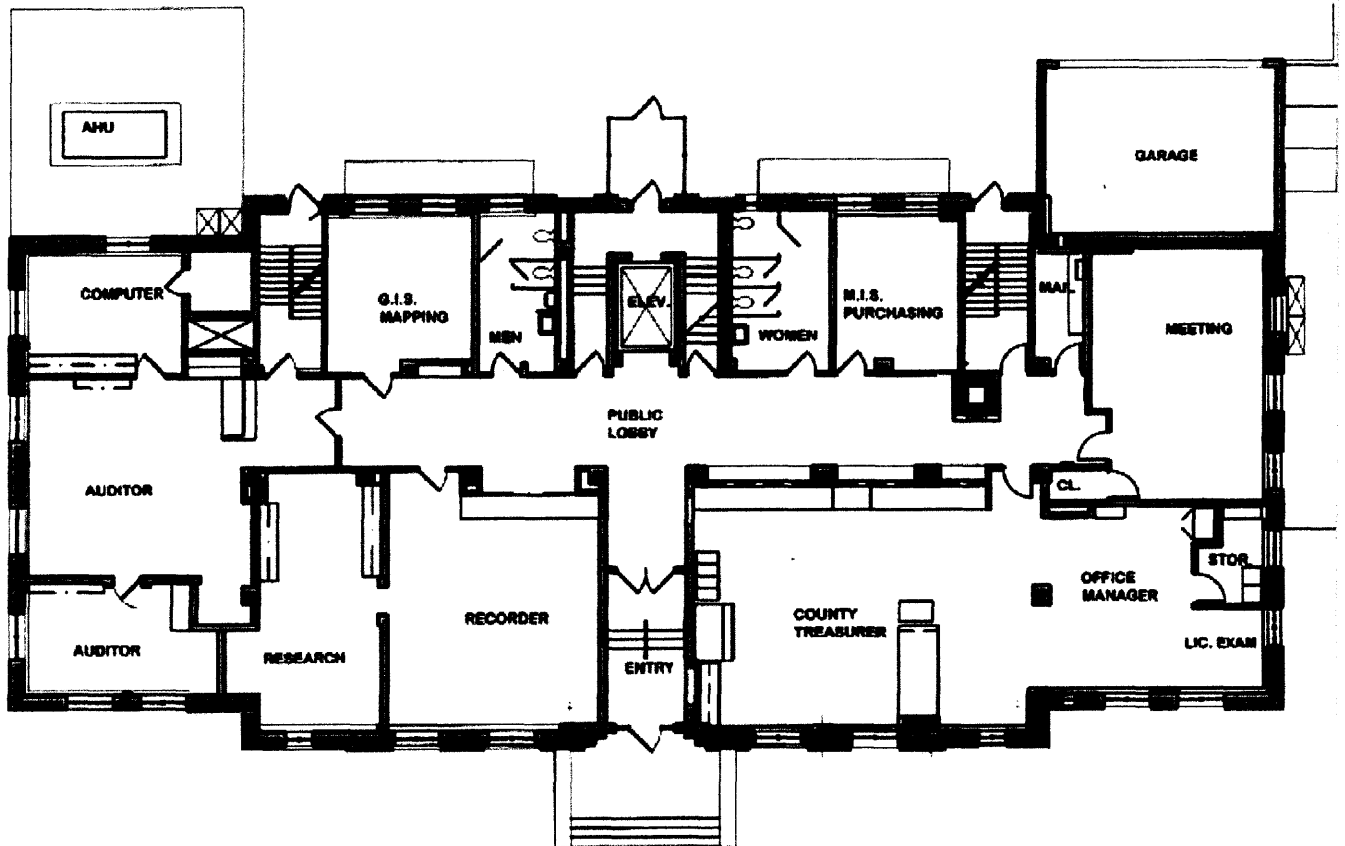 AHU
GARAGE
COMPUTER
G.I.S.
MAPPING
MEN
ELEV.
WOMEN
M.I.S.
PURCHASING
MAIL
MEETING
PUBLIC
LOBBY
AUDITOR
CL.
STOR.
OFFICE
MANAGER
RECORDER
COUNTY
TREASURER
AUDITOR
RESEARCH
ENTRY
LIC. EXAM